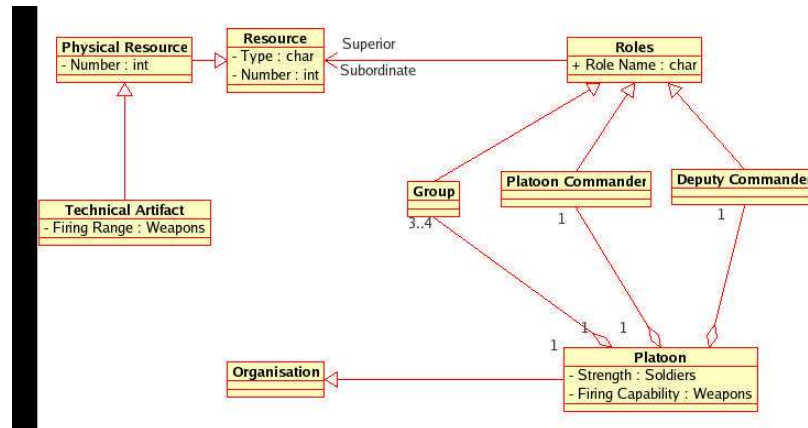 Physical Resource
- Number : int
Resource
- Type : char
- Number : int
Superior
Subordinate
Roles
+ Role Name : char
Technical Artifact
- Firing Range : Weapons
Group
3..4
Platoon Commander
1
Deputy Commander
1
1
1
1
Organisation
Platoon
- Strength : Soldiers
- Firing Capability : Weapons